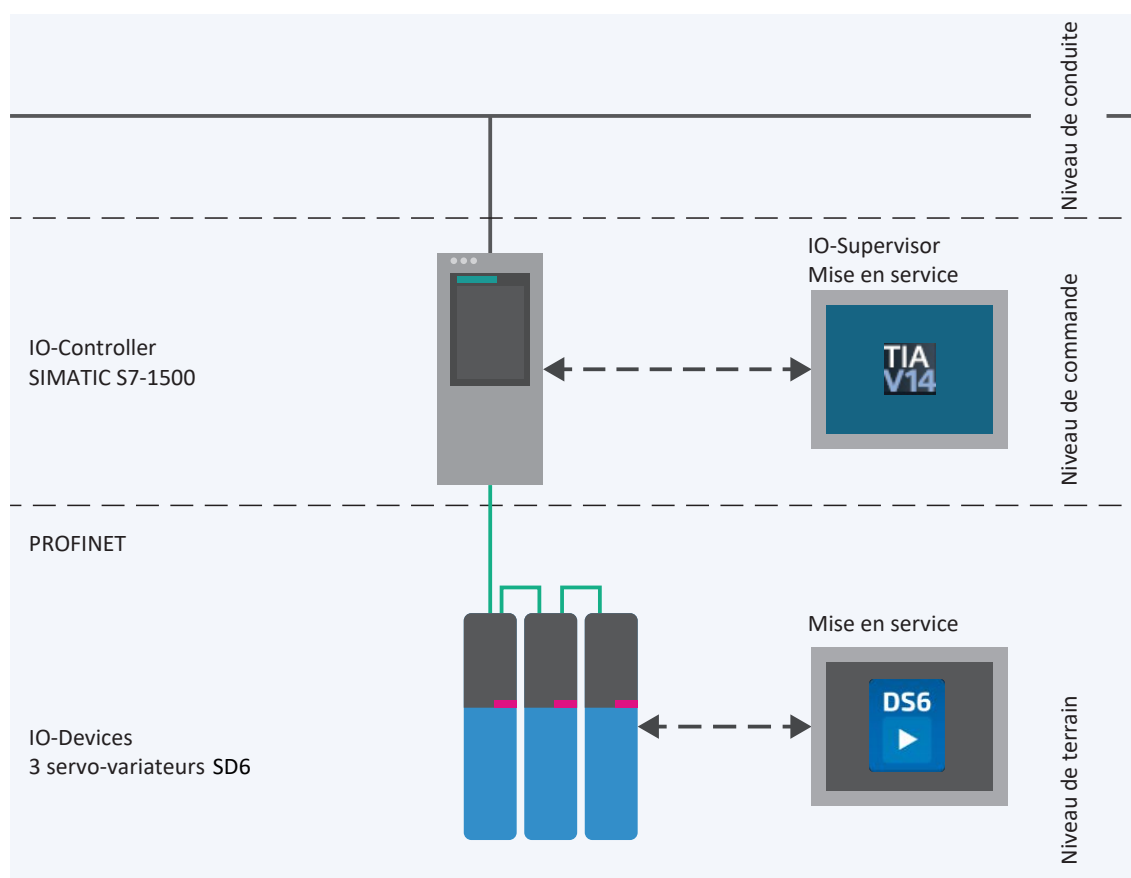 Niveau de conduite
IO-Supervisor
Mise en service
IO-Controller
SIMATIC S7-1500
TIA
V14
Niveau de commande
PROFINET
Mise en service
DS6
IO-Devices
3 servo-variateurs SD6
Niveau de terrain